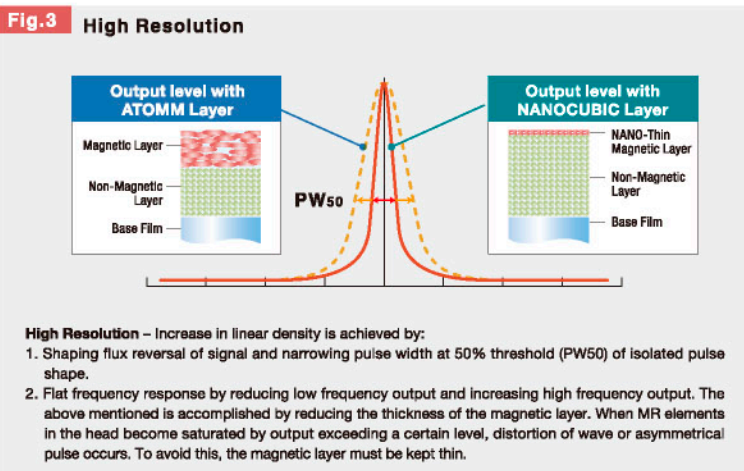 Fig.3
High Resolution
Output level with
ATOMM Layer
Magnetic Layer
Non-Magnetic
Layer
Base Film
PW50
Output level with
NANOCUBIC Layer
NANO-Thin
Magnetic Layer
Non-Magnetic
Layer
Base Film
High Resolution – Increase in linear density is achieved by:
1. Shaping flux reversal of signal and narrowing pulse width at 50% threshold (PW50) of isolated pulse
shape.
2. Flat frequency response by reducing low frequency output and increasing high frequency output. The
above mentioned is accomplished by reducing the thickness of the magnetic layer. When MR elements
in the head become saturated by output exceeding a certain level, distortion of wave or asymmetrical
pulse occurs. To avoid this, the magnetic layer must be kept thin.